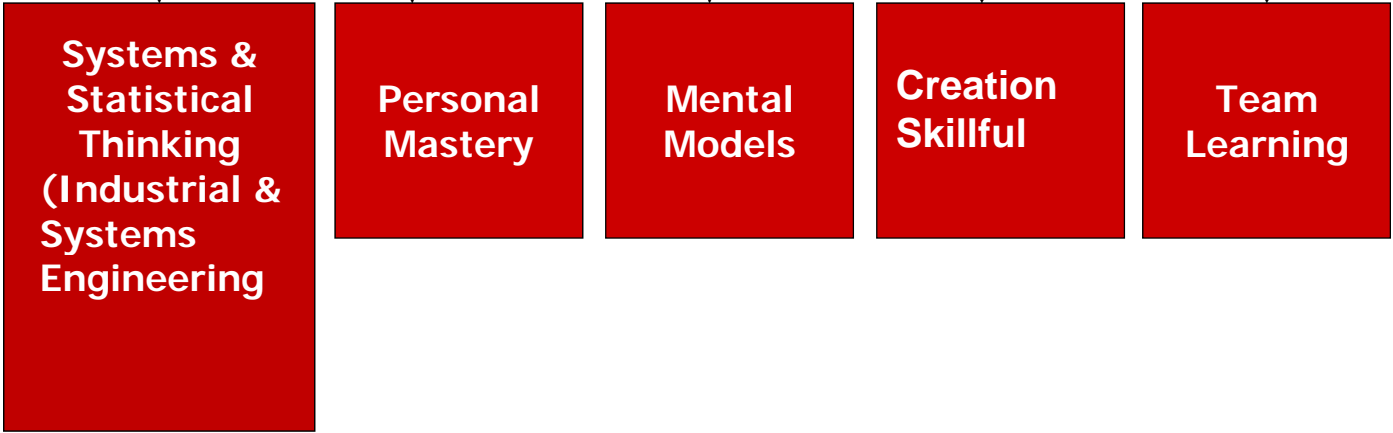 Systems &
Statistical
Thinking
(Industrial &
Systems
Engineering
Personal
Mastery
Mental
Models
Creation
Skillful
Team
Learning